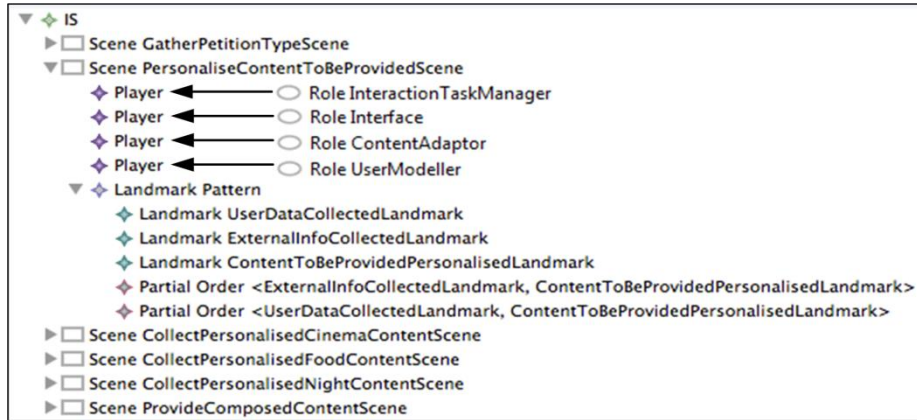 IS
Scene GatherPetitionTypeScene
Scene PersonaliseContentToBeProvidedScene
Player Role InteractionTaskManager
Player Role Interface
Player Role ContentAdaptor
Player Role UserModeller
Landmark Pattern
Landmark UserDataCollectedLandmark
Landmark ExternalInfoCollectedLandmark
Landmark ContentToBeProvidedPersonalisedLandmark
Partial Order <ExternalInfoCollectedLandmark, ContentToBeProvidedPersonalisedLandmark>
Partial Order <UserDataCollectedLandmark, ContentToBeProvidedPersonalisedLandmark>
Scene CollectPersonalisedCinemaContentScene
Scene CollectPersonalisedFoodContentScene
Scene CollectPersonalisedNightContentScene
Scene ProvideComposedContentScene